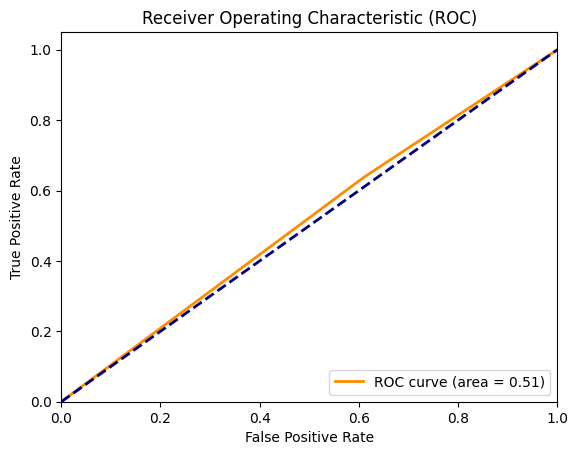 Receiver Operating Characteristic (ROC)
1.0
0.8
0.6
0.4
0.2
0.0
True Positive Rate
ROC curve (area = 0.51)
0.0 0.2 0.4 0.6 0.8 1.0
False Positive Rate